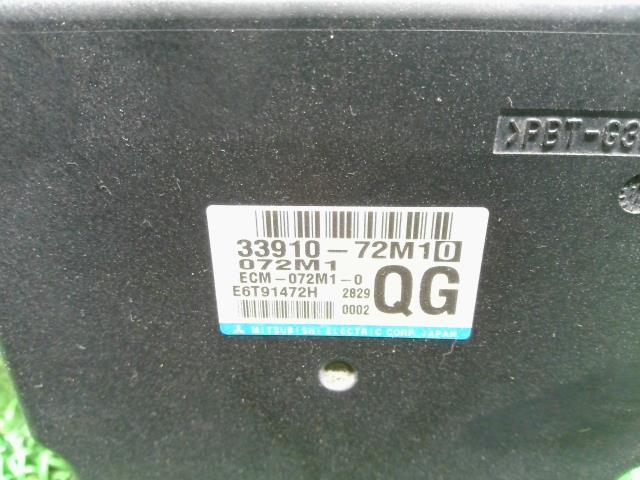 >PBT-G3
33910-72M10
072M1
ECM-072M1-0
E6T91472H 2829
0002
QG
MITSUBISHI ELECTRIC CORP. JAPAN